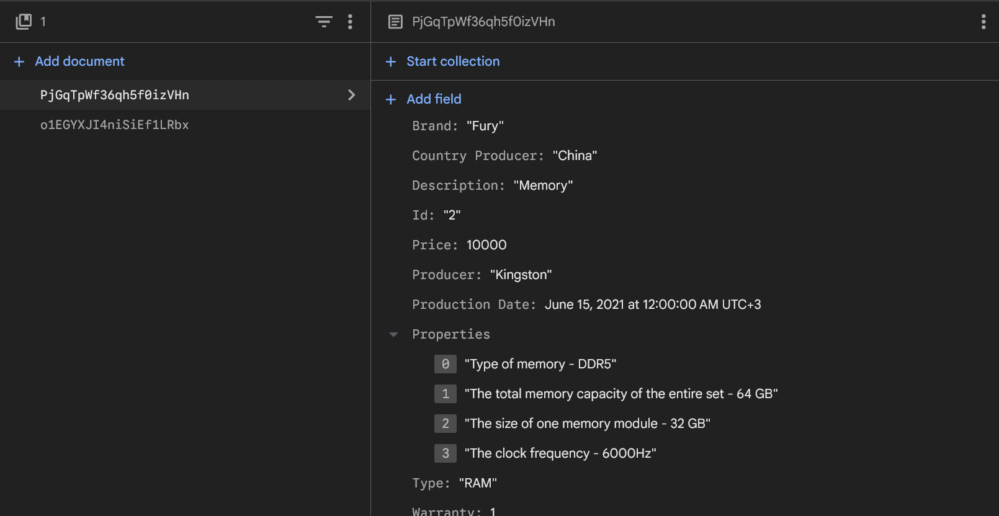 1
Add document
PjGqTpWf36qh5f0izVHn
o1EGYXJI4niSiEf1LRbx
PjGqTpWf36qh5f0izVHn
Start collection
Add field
Brand: "Fury"
Country Producer: "China"
Description: "Memory"
Id: "2"
Price: 10000
Producer: "Kingston"
Production Date: June 15, 2021 at 12:00:00 AM UTC+3
Properties
0 "Type of memory - DDR5"
1 "The total memory capacity of the entire set - 64 GB"
2 "The size of one memory module - 32 GB"
3 "The clock frequency - 6000Hz"
Type: "RAM"
Warranty: 1